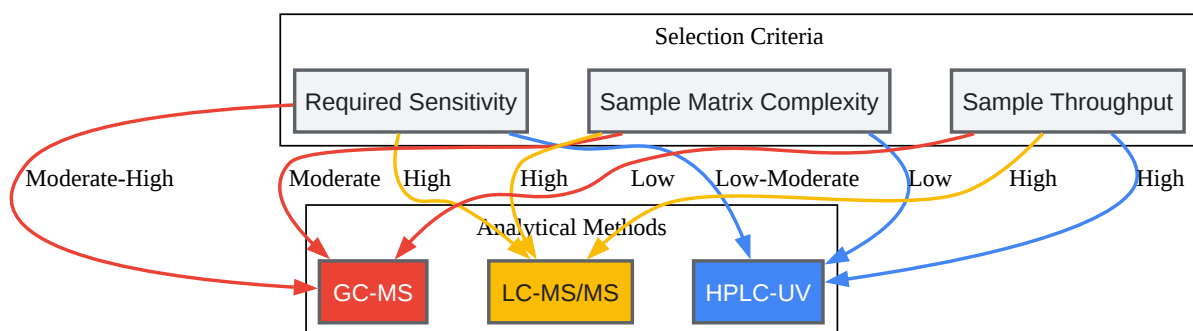 Selection Criteria
Required Sensitivity
Sample Matrix Complexity
Sample Throughput
Moderate-High
Moderate
High
High
Low
Low-Moderate
Low
High
High
Analytical Methods
GC-MS
LC-MS/MS
HPLC-UV